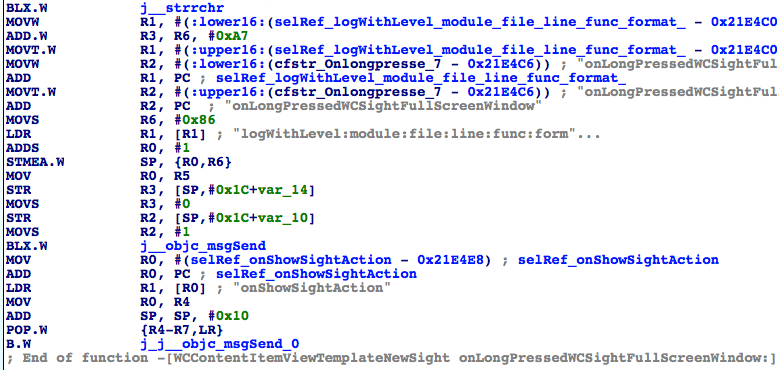 BLX.W j__strrchr
MOVW R1, #(:lower16:(selRef_logWithLevel_module_file_line_func_format_ - 0x21E4C0
ADD.W R3, R6, #0xA7
MOVT.W R1, #(:upper16:(selRef_logWithLevel_module_file_line_func_format_ - 0x21E4C0
MOVW R2, #(:lower16:(cfstr_Onlongpresse_7 - 0x21E4C6)) ; "onLongPressedWCSightFul
ADD R1, PC ; selRef_logWithLevel_module_file_line_func_format_
MOVT.W R2, #(:upper16:(cfstr_Onlongpresse_7 - 0x21E4C6)) ; "onLongPressedWCSightFul
ADD R2, PC ; "onLongPressedWCSightFullScreenWindow"
MOVS R6, #0x86
LDR R1, [R1] ; "logWithLevel:module:file:line:func:form"...
ADDS R0, #1
STMEA.W SP, {R0,R6}
MOV R0, R5
STR R3, [SP,#0x1C+var_14]
MOVS R3, #0
STR R2, [SP,#0x1C+var_10]
MOVS R2, #1
BLX.W j__objc_msgSend
MOV R0, #(selRef_onShowSightAction - 0x21E4E8) ; selRef_onShowSightAction
ADD R0, PC ; selRef_onShowSightAction
LDR R1, [R0] ; "onShowSightAction"
MOV R0, R4
ADD SP, SP, #0x10
POP.W {R4-R7,LR}
B.W j_j__objc_msgSend_0
; End of function -[WCContentItemViewTemplateNewSight onLongPressedWCSightFullScreenWindow:]